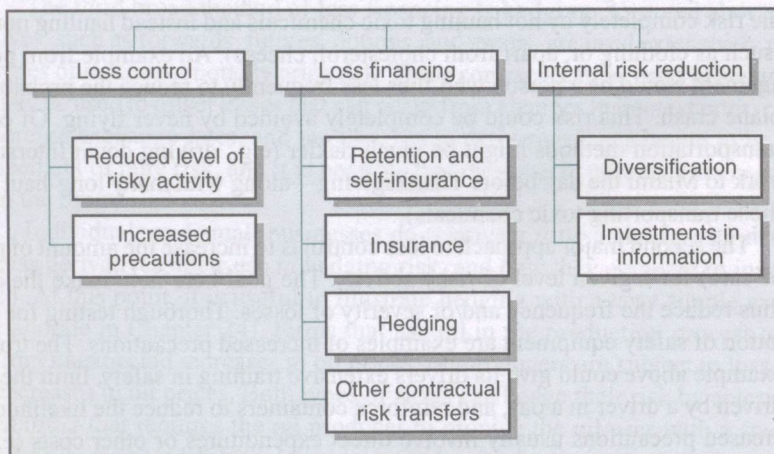 Loss control
Loss financing
Internal risk reduction
Reduced level of
risky activity
Increased
precautions
Retention and
self-insurance
Insurance
Hedging
Other contractual
risk transfers
Diversification
Investments in
information